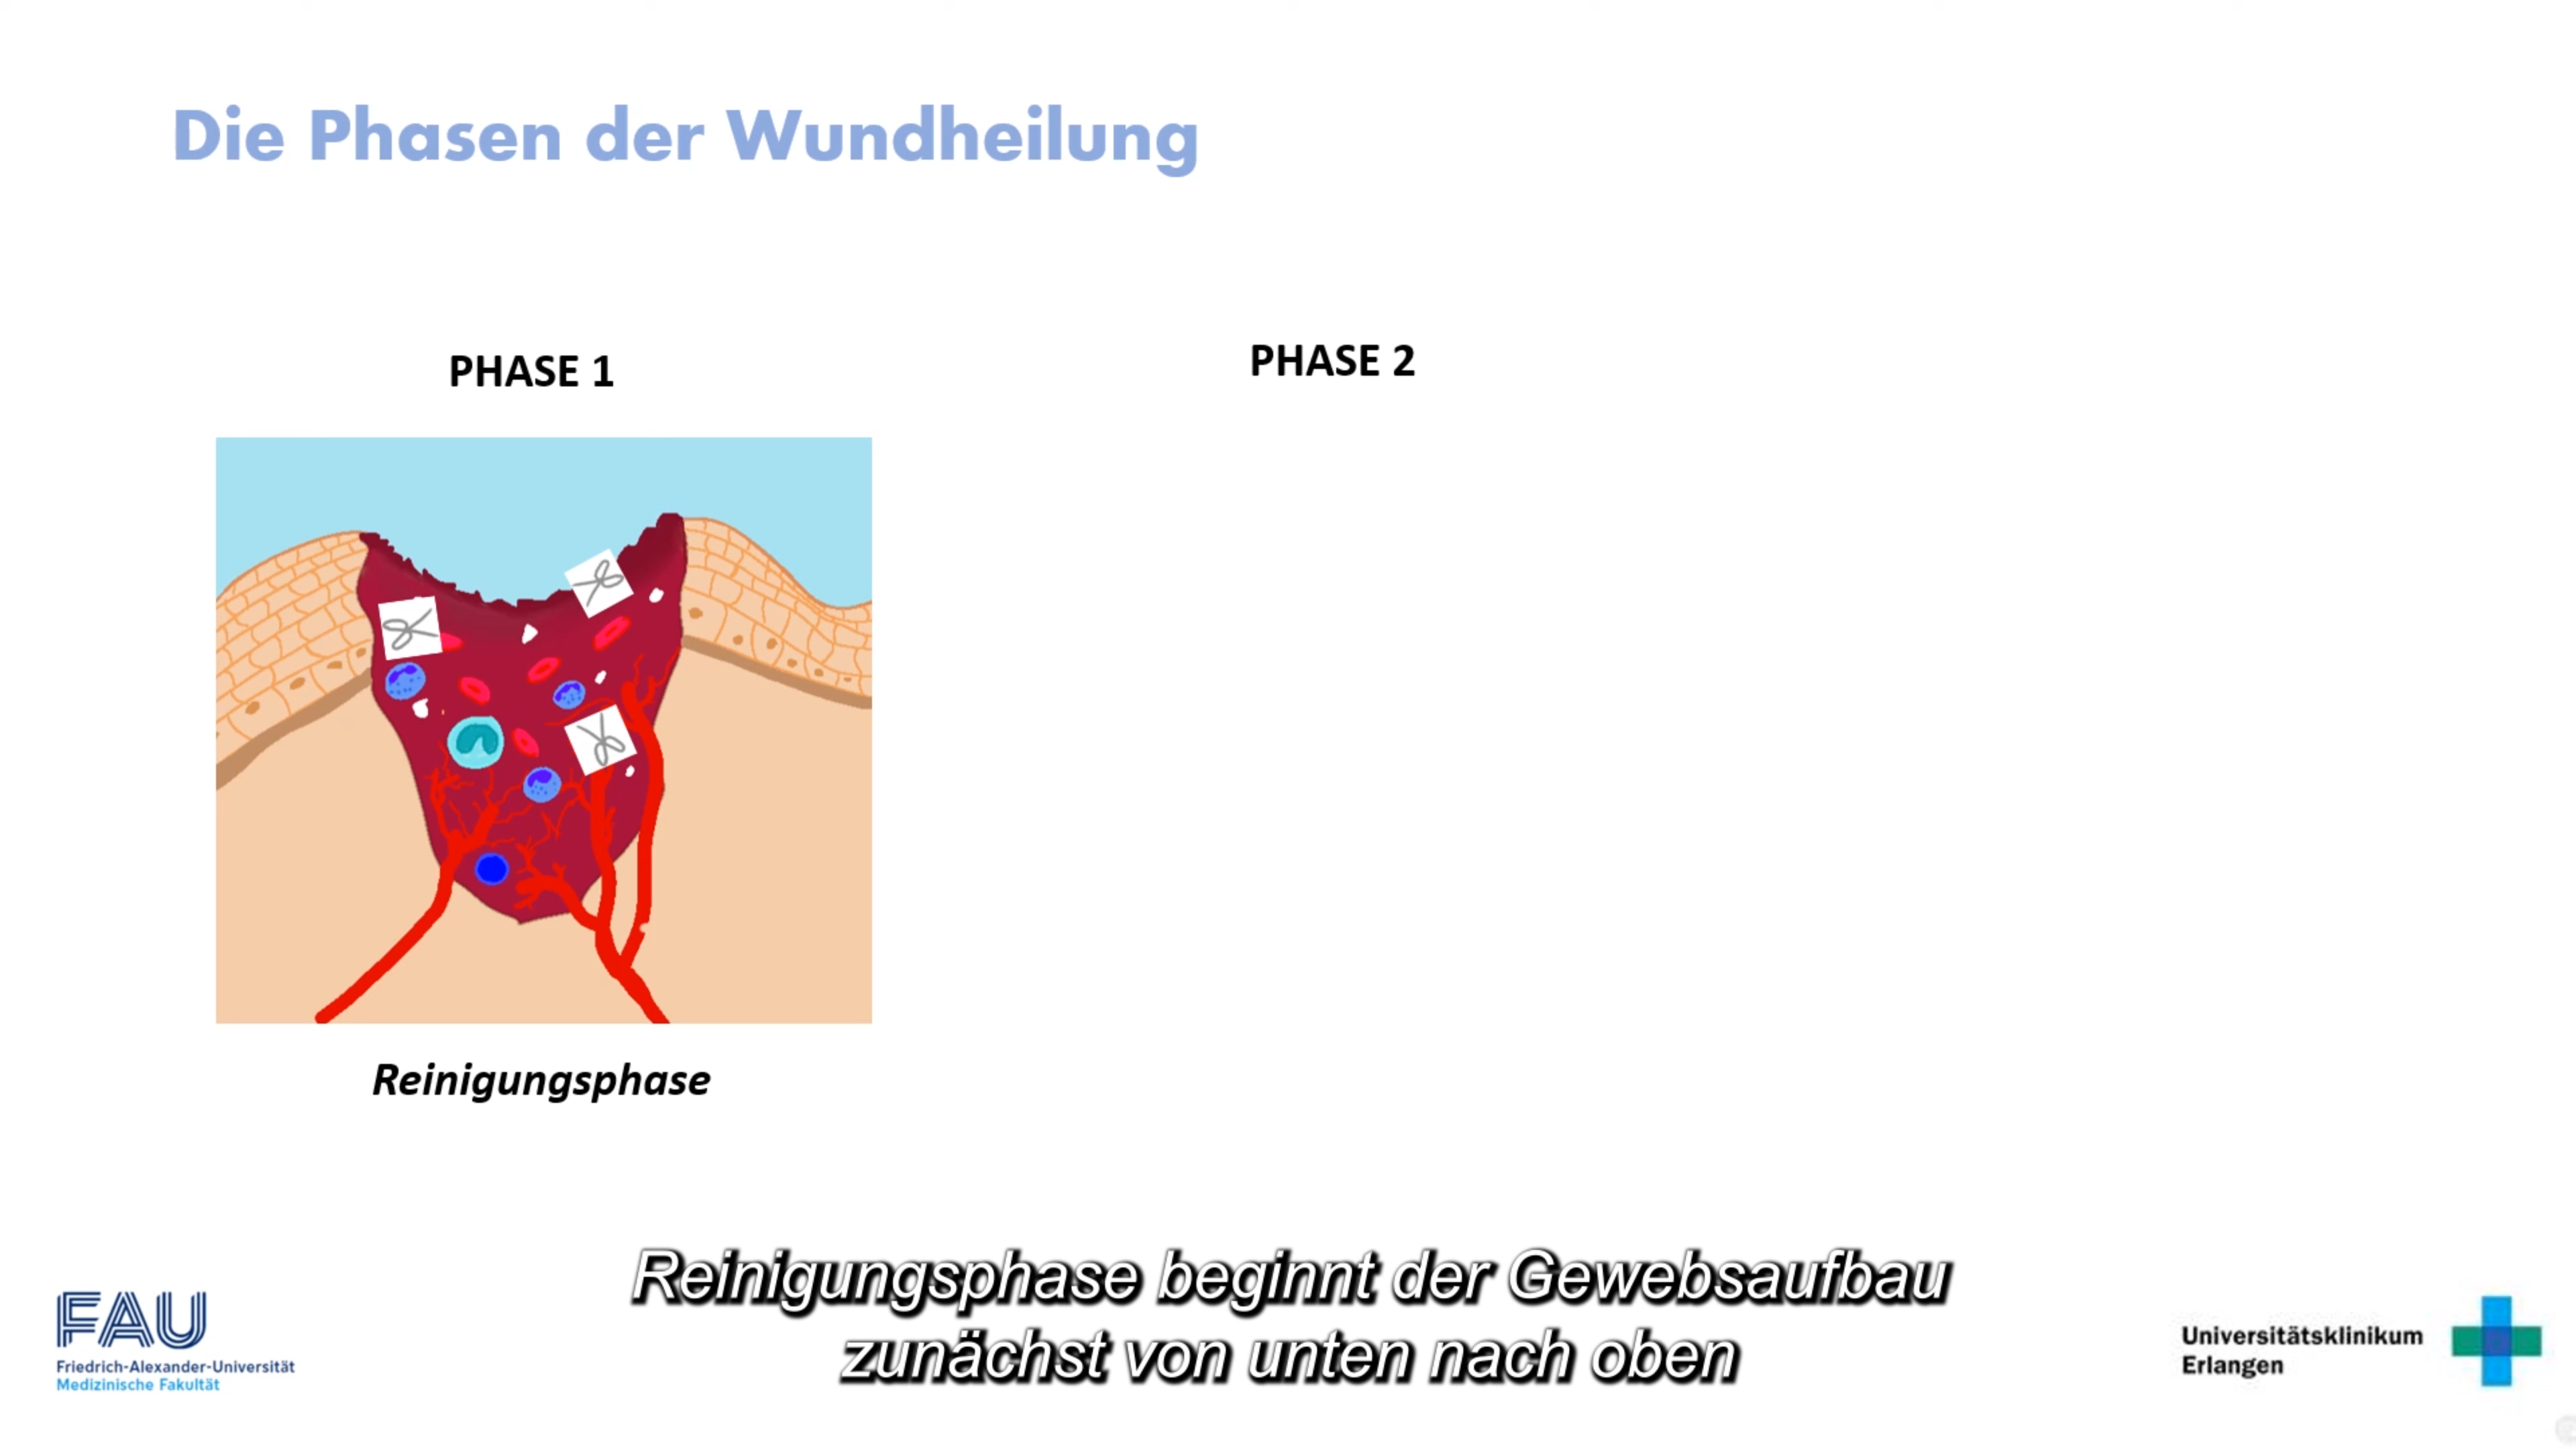 Die Phasen der Wundheilung
PHASE 1
PHASE 2
Reinigungsphase
Reinigungsphase beginnt der Gewebsaufbau
zunächst von unten nach oben
FAU
Friedrich-Alexander-Universität
Medizinische Fakultät
Universitätsklinikum
Erlangen